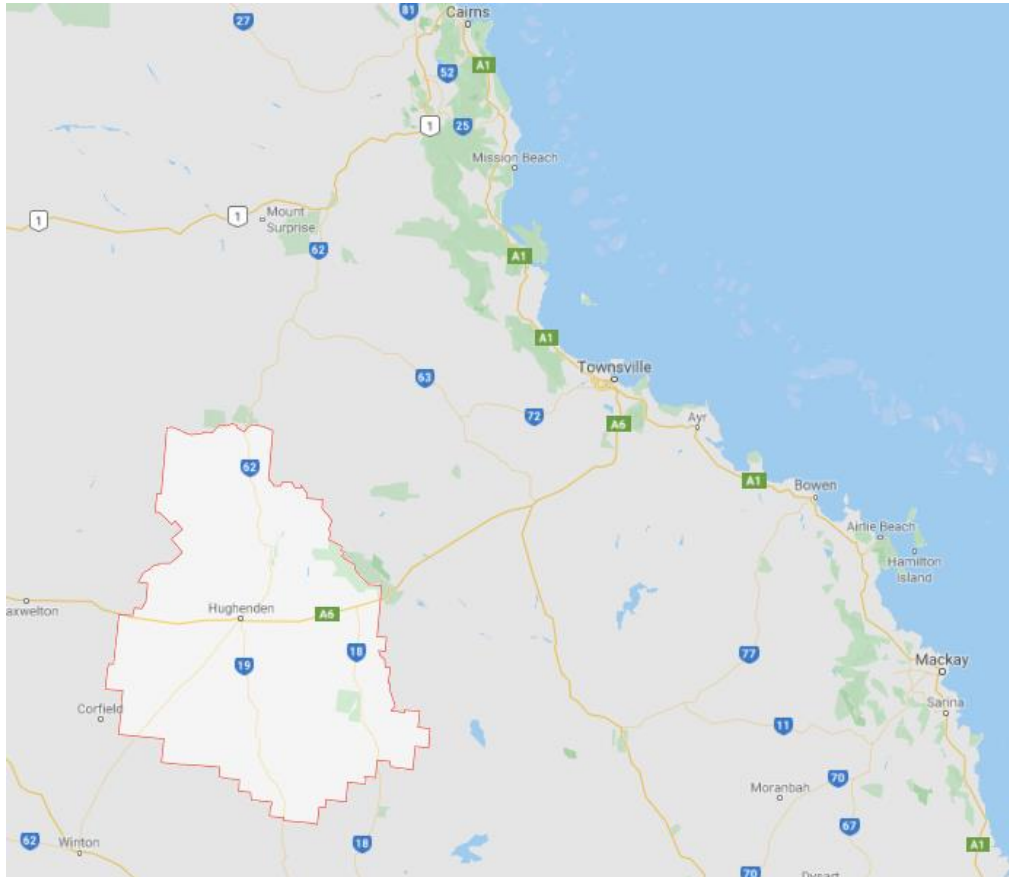 81
Cairns
27
A1
52
1
25
Mission Beach
1
1
Mount
Surprise
62
A1
A1
Townsville
63
72
A6
Ayr
62
A1
Bowen
Airlie Beach
Hamilton
Island
axwelton
Hughenden
A6
19
18
77
Mackay
Corfield
Sarina
11
70
Moranbah
67
62
Winton
18
A1
70
Dysart